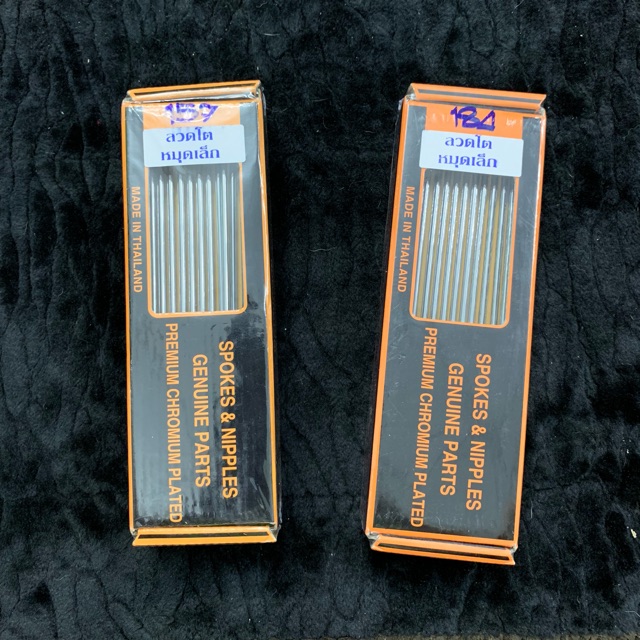 159
ลวดโต
หมุดเล็ก
MADE IN THAILAND
SPOKES & NIPPLES
GENUINE PARTS
PREMIUM CHROMIUM PLATED
184
ลวดโต
หมุดเล็ก
MADE IN THAILAND
SPOKES & NIPPLES
GENUINE PARTS
PREMIUM CHROMIUM PLATED